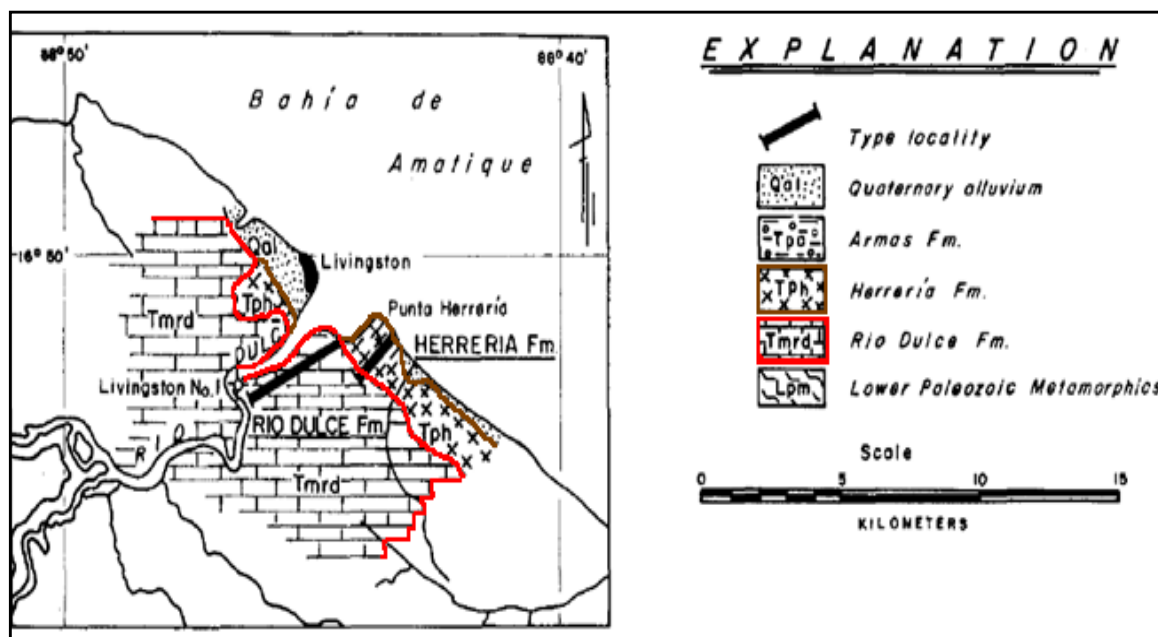 88° 50'
88° 40'
EXPLANATION
Bahía de
Amatique
Type locality
Qal
Quaternary alluvium
Tpa
Armas Fm.
Tph
Herrería Fm.
Tmrd
Rio Dulce Fm.
Lpm
Lower Paleozoic Metamorphics
50'
Qal
Livingston
Tph
Punta Herrería
Tmrd
DULC
HERRERIA Fm.
Livingston No. 1
RIO DULCE Fm.
Tph
RIO
Tmrd
Scale
0 5 10 15
KILOMETERS